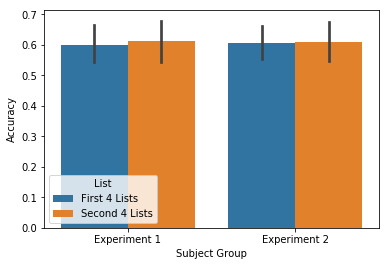 0.7
0.6
0.5
0.4
0.3
0.2
0.1
0.0
Accuracy
List
First 4 Lists
Second 4 Lists
Experiment 1
Experiment 2
Subject Group